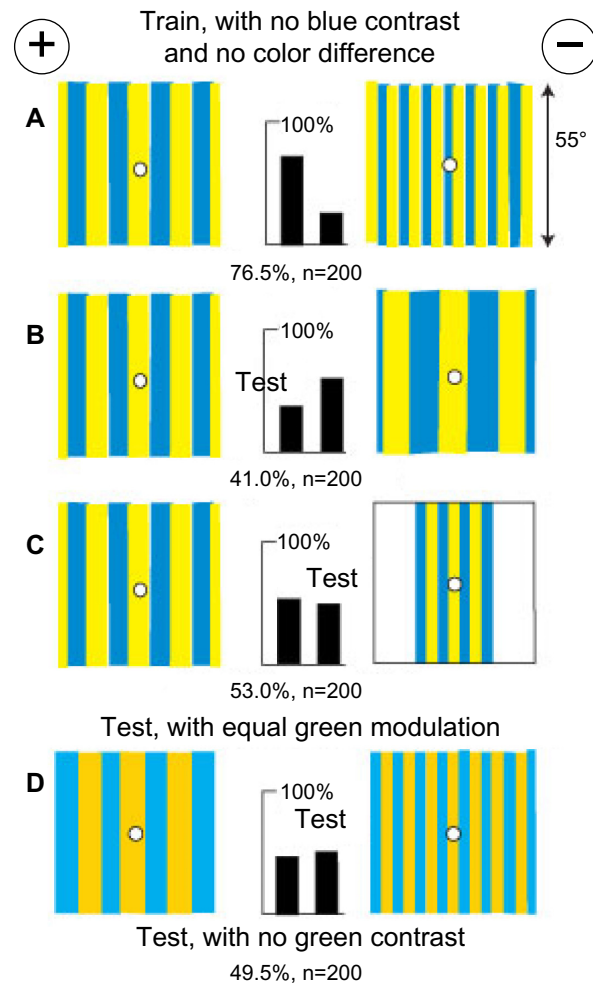 Train, with no blue contrast
and no color difference
+
−
A
100%
55°
76.5%, n=200
B
100%
Test
41.0%, n=200
C
100%
Test
53.0%, n=200
Test, with equal green modulation
D
100%
Test
Test, with no green contrast
49.5%, n=200